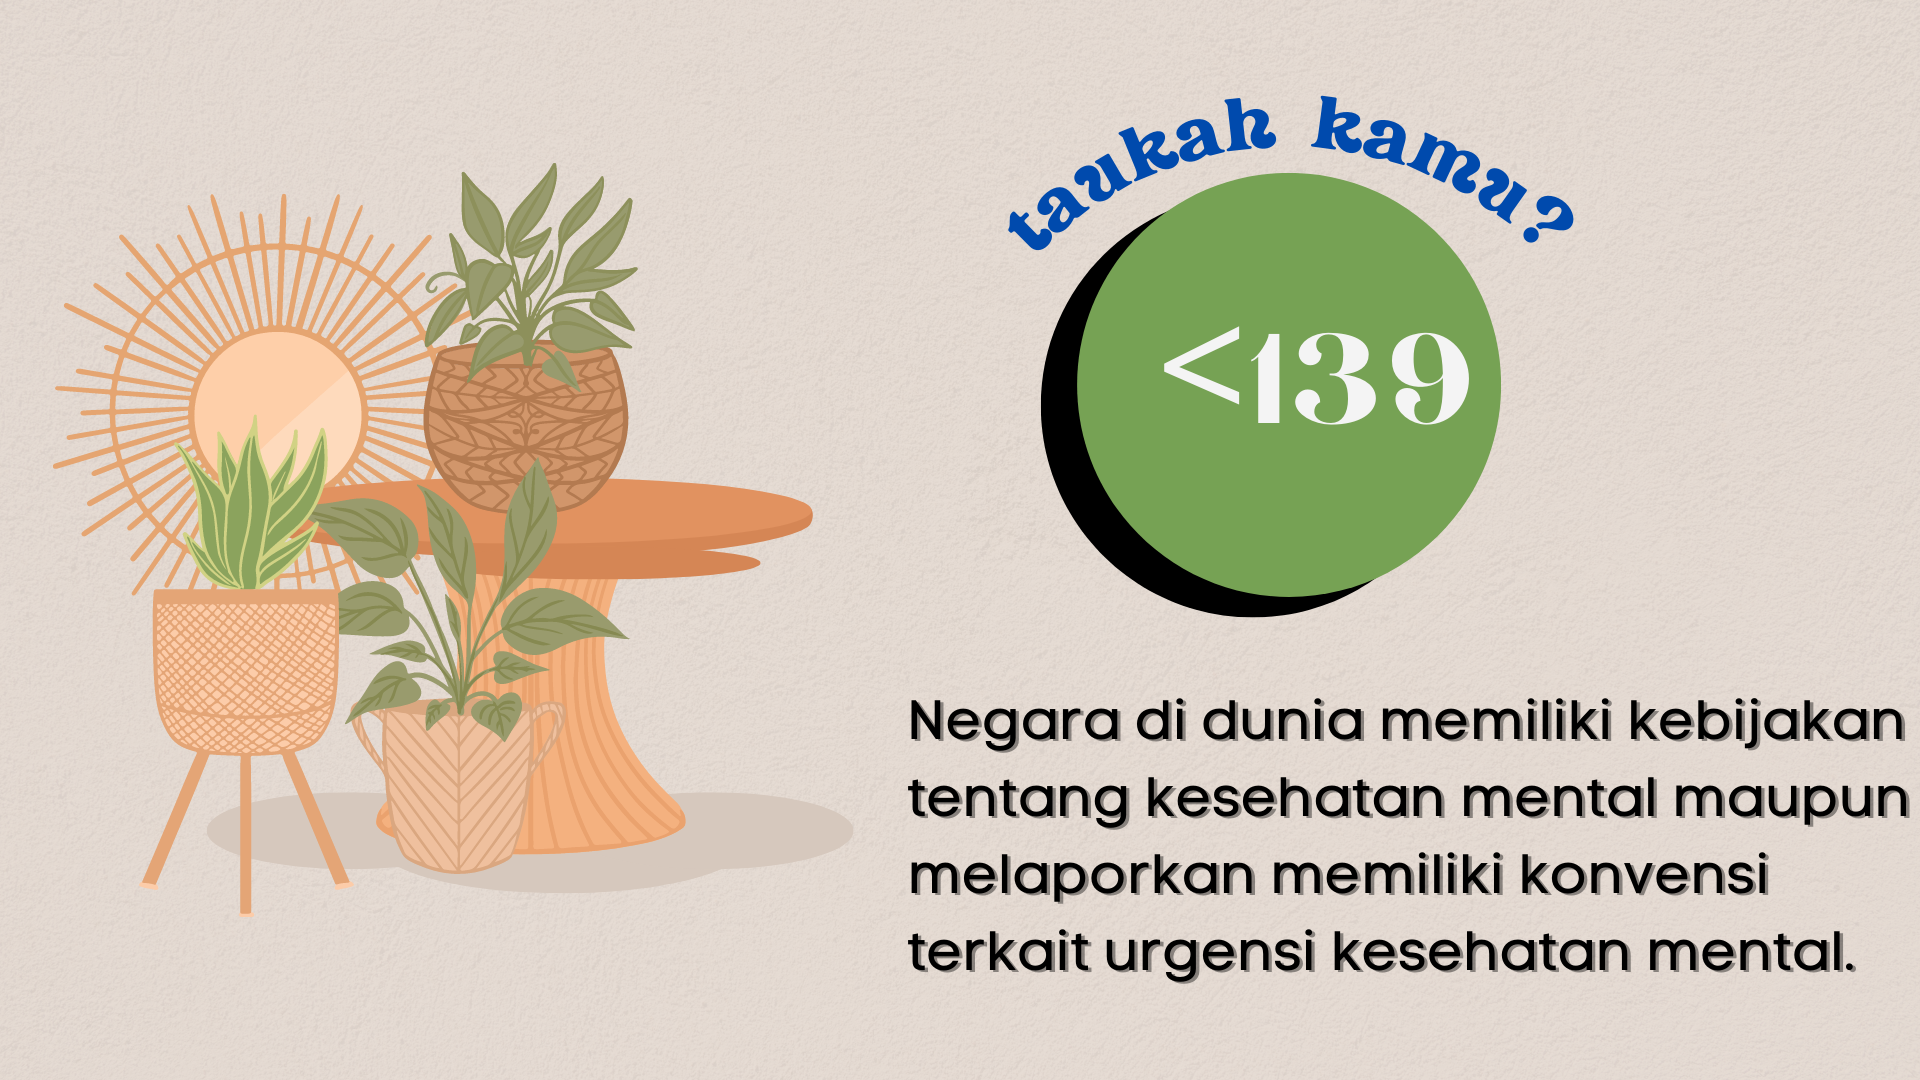 taukah kamu?
<139
Negara di dunia memiliki kebijakan
tentang kesehatan mental maupun
melaporkan memiliki konvensi
terkait urgensi kesehatan mental.